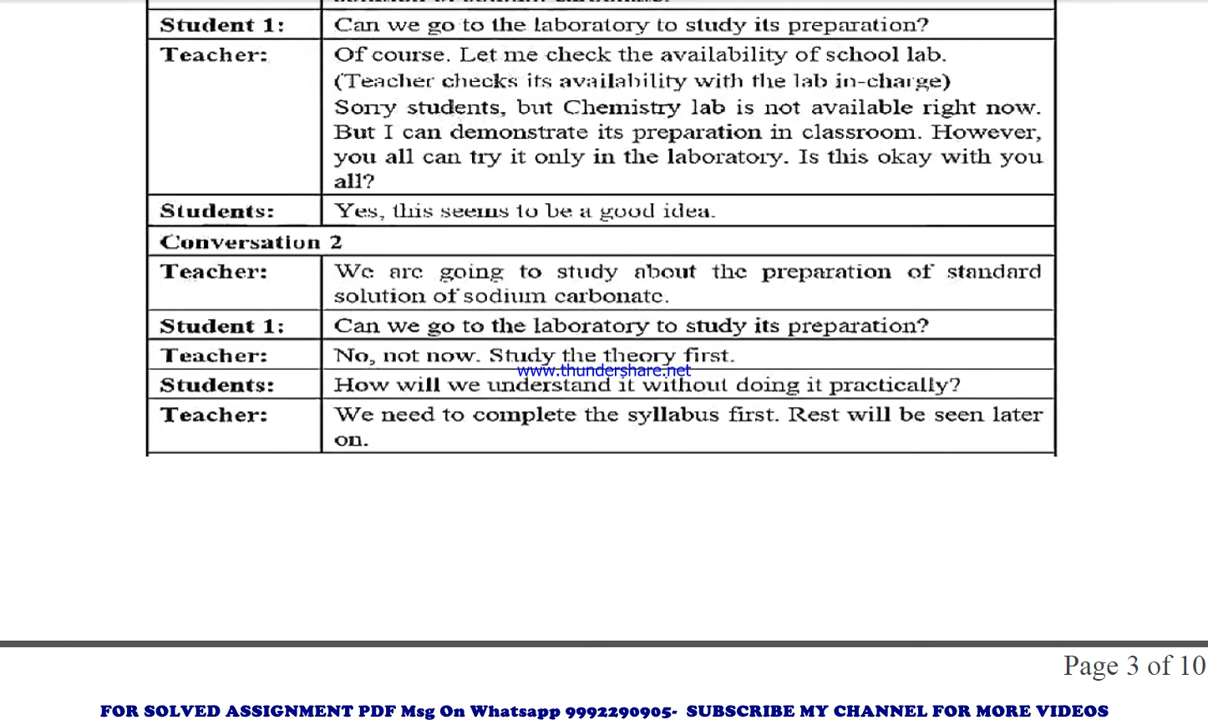 Student 1: Can we go to the laboratory to study its preparation?
Teacher: Of course. Let me check the availability of school lab.
(Teacher checks its availability with the lab in-charge)
Sorry students, but Chemistry lab is not available right now.
But I can demonstrate its preparation in classroom. However,
you all can try it only in the laboratory. Is this okay with you
all?
Students: Yes, this seems to be a good idea.
Conversation 2
Teacher: We are going to study about the preparation of standard
solution of sodium carbonate.
Student 1: Can we go to the laboratory to study its preparation?
Teacher: No, not now. Study the theory first.
www.thundershare.net
Students: How will we understand it without doing it practically?
Teacher: We need to complete the syllabus first. Rest will be seen later
on.
Page 3 of 10
FOR SOLVED ASSIGNMENT PDF Msg On Whatsapp 9992290905- SUBSCRIBE MY CHANNEL FOR MORE VIDEOS